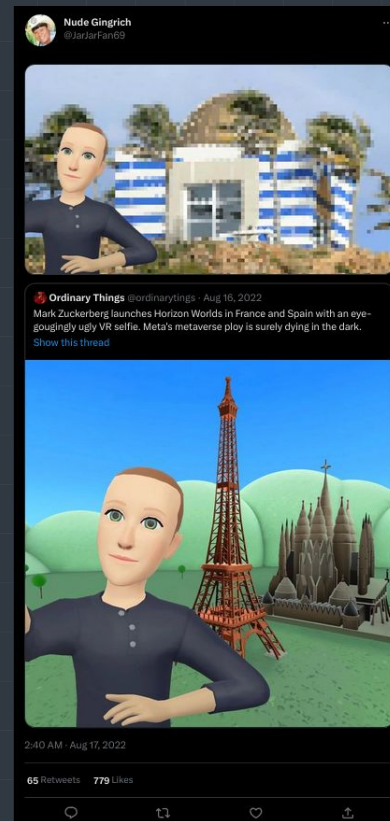 Nude Gingrich
@JarJarFan69
Ordinary Things @ordinarytings · Aug 16, 2022
Mark Zuckerberg launches Horizon Worlds in France and Spain with an eye-
gougingly ugly VR selfie. Meta's metaverse ploy is surely dying in the dark.
Show this thread
2:40 AM · Aug 17, 2022
65 Retweets 779 Likes